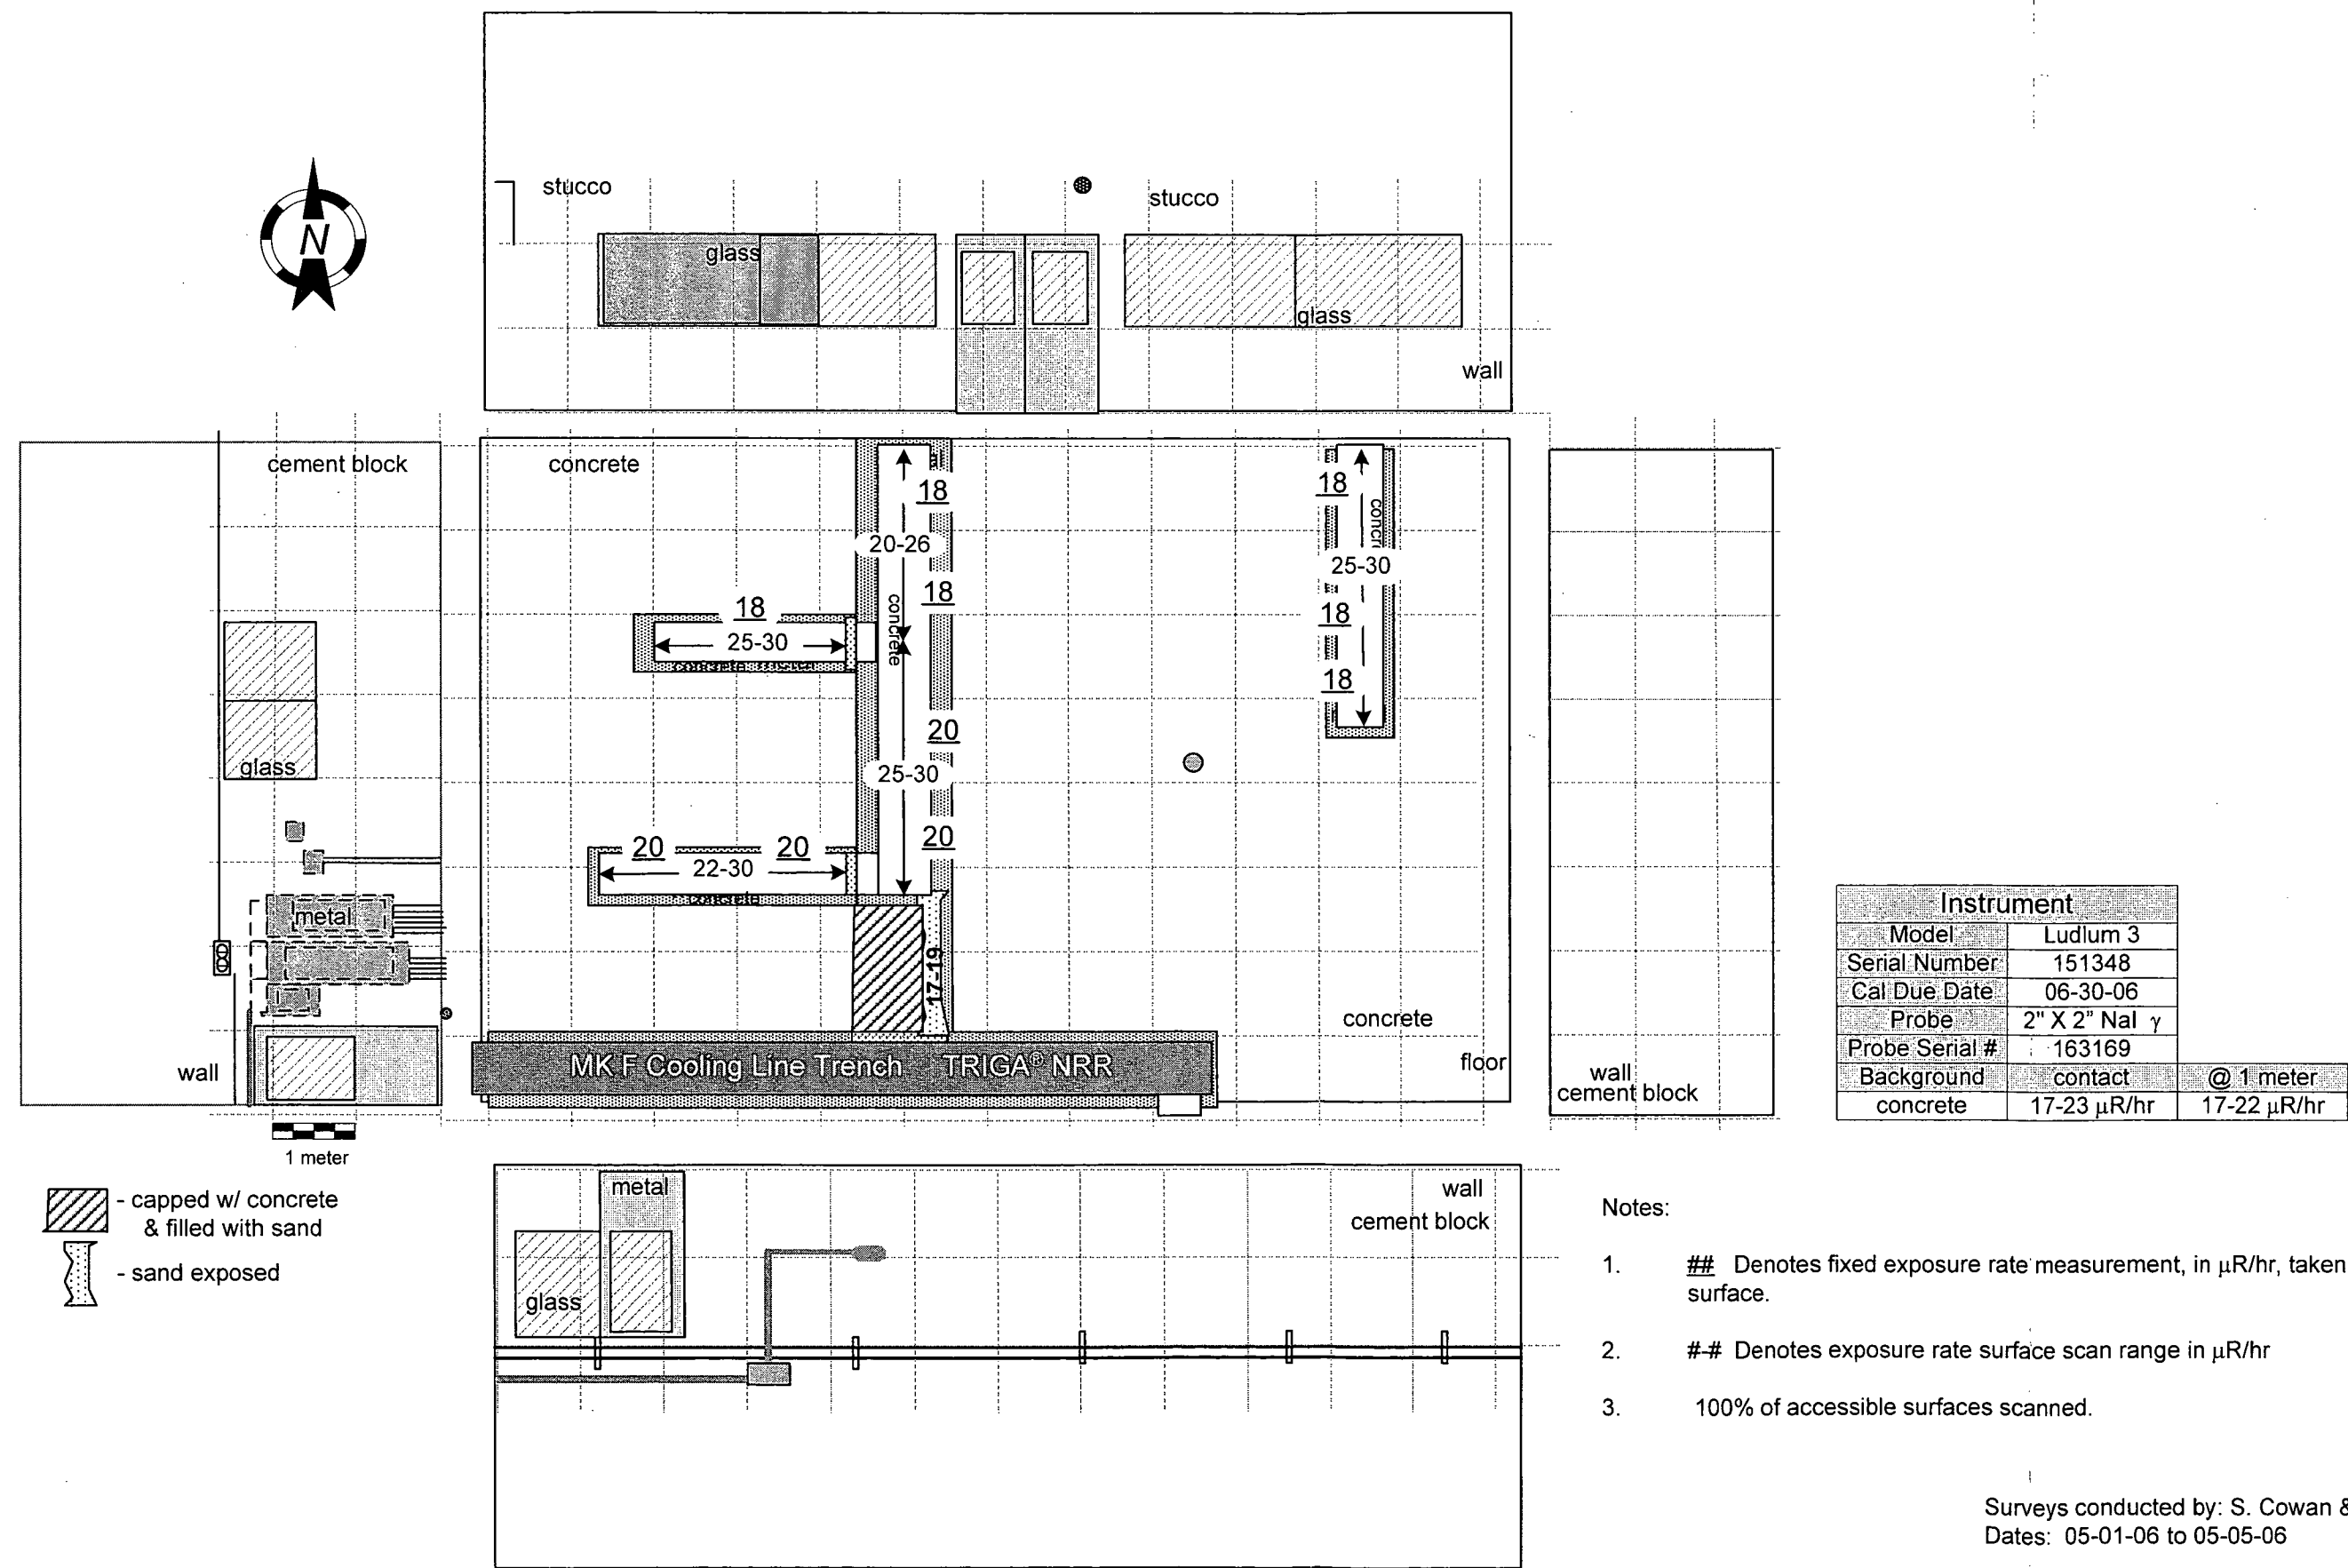 stucco
stucco
glass
glass
wall
N
cement block
glass
metal
wall
1 meter
- capped w/ concrete
& filled with sand
- sand exposed
concrete
18
20-26
18
concrete
18
25-30
20
25-30
20
20
20
22-30
concrete
17-19
18
25-30
18
18
concrete
floor
MK F Cooling Line Trench TRIGA® NRR
wall
cement block
Instrument
Model Ludlum 3
Serial Number 151348
Cal Due Date 06-30-06
Probe 2" X 2" NaI γ
Probe Serial # 163169
Background contact @ 1 meter
concrete 17-23 μR/hr 17-22 μR/hr
metal
glass
wall
cement block
Notes:
1. ## Denotes fixed exposure rate measurement, in μR/hr, taken
surface.
2. #-# Denotes exposure rate surface scan range in μR/hr
3. 100% of accessible surfaces scanned.
Surveys conducted by: S. Cowan &
Dates: 05-01-06 to 05-05-06